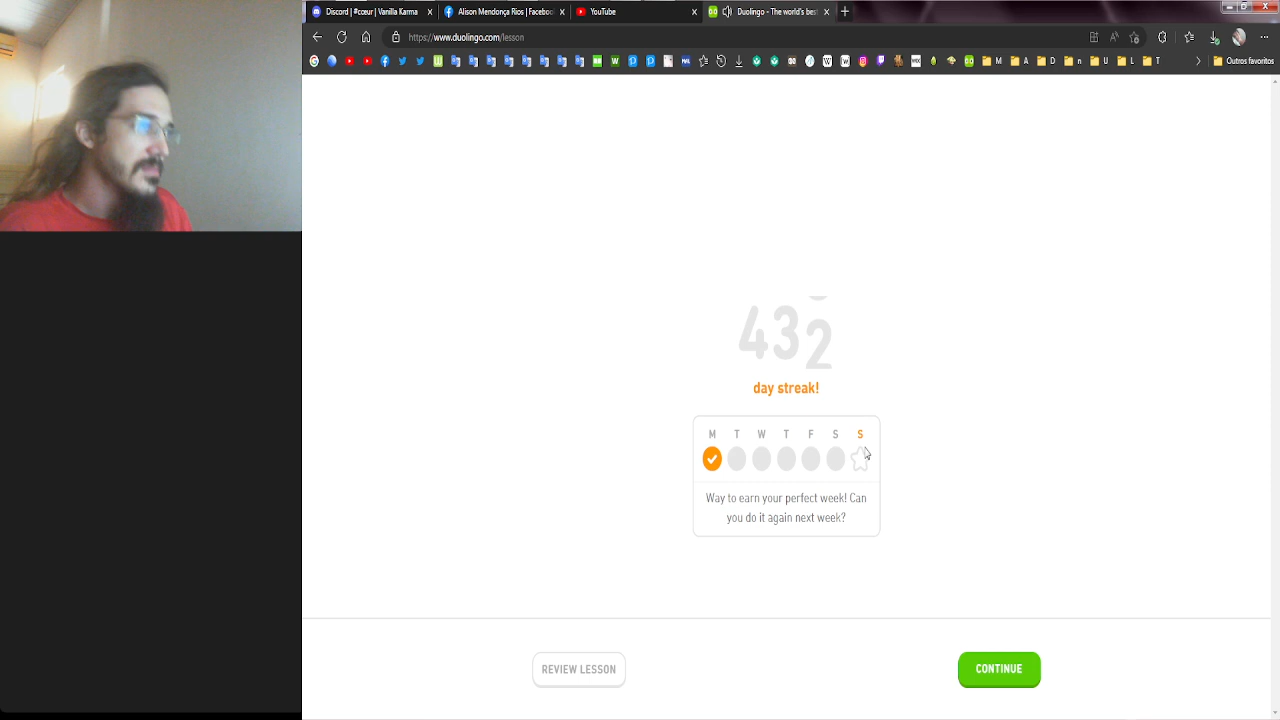 Discord | #cœur | Vanilla Karma
Alison Mendonça Rios | Faceboo
YouTube
Duolingo - The world's best
https://www.duolingo.com/lesson
M
A
D
n
U
L
T
Outros favoritos
432
day streak!
M T W T F S S
Way to earn your perfect week! Can
you do it again next week?
REVIEW LESSON
CONTINUE